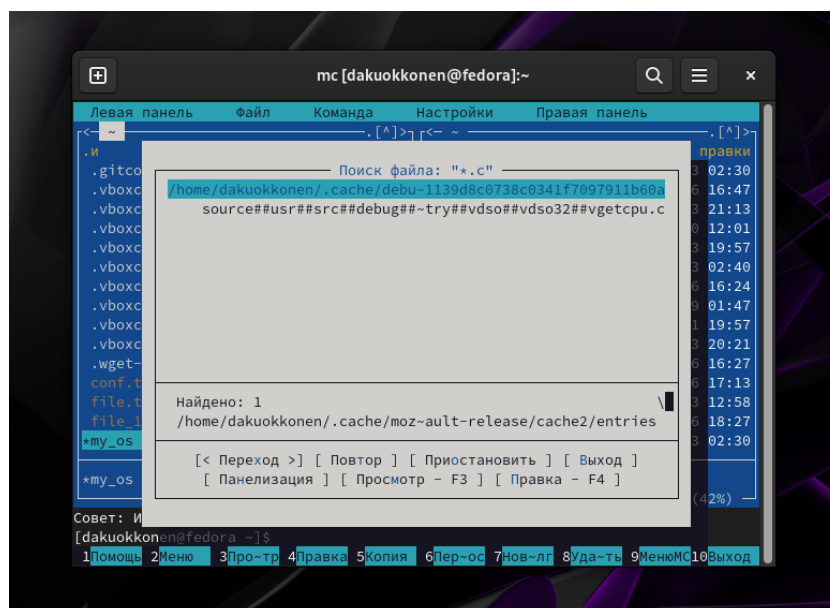 mc [dakuokkonen@fedora]:~
Левая панель Файл Команда Настройки Правая панель
<─ ~ .[^]> <─ ~ .[^]>
.и правки
.gitco 3 02:30
Поиск файла: "*.c"
.vboxc /home/dakuokkonen/.cache/debu~1139d8c0738c0341f7097911b60a 6 16:47
.vboxc source##usr##src##debug##~try##vdso##vdso32##vgetcpu.c 3 21:13
.vboxc 0 12:01
.vboxc 3 19:57
.vboxc 3 02:40
.vboxc 6 16:24
.vboxc 9 01:47
.vboxc 1 19:57
.vboxc 3 20:21
.wget- 6 16:27
conf.t 6 17:13
file.t Найдено: 1 \ 3 12:58
file_1 /home/dakuokkonen/.cache/moz~ault-release/cache2/entries 6 18:27
*my_os 3 02:30
[< Переход >] [ Повтор ] [ Приостановить ] [ Выход ]
*my_os [ Панелизация ] [ Просмотр - F3 ] [ Правка - F4 ]
(42%)
Совет: И
[dakuokkonen@fedora ~]$
1Помощь 2Меню 3Про~тр 4Правка 5Копия 6Пер~ос 7Нов~лг 8Уда~ть 9МенюMC 10Выход